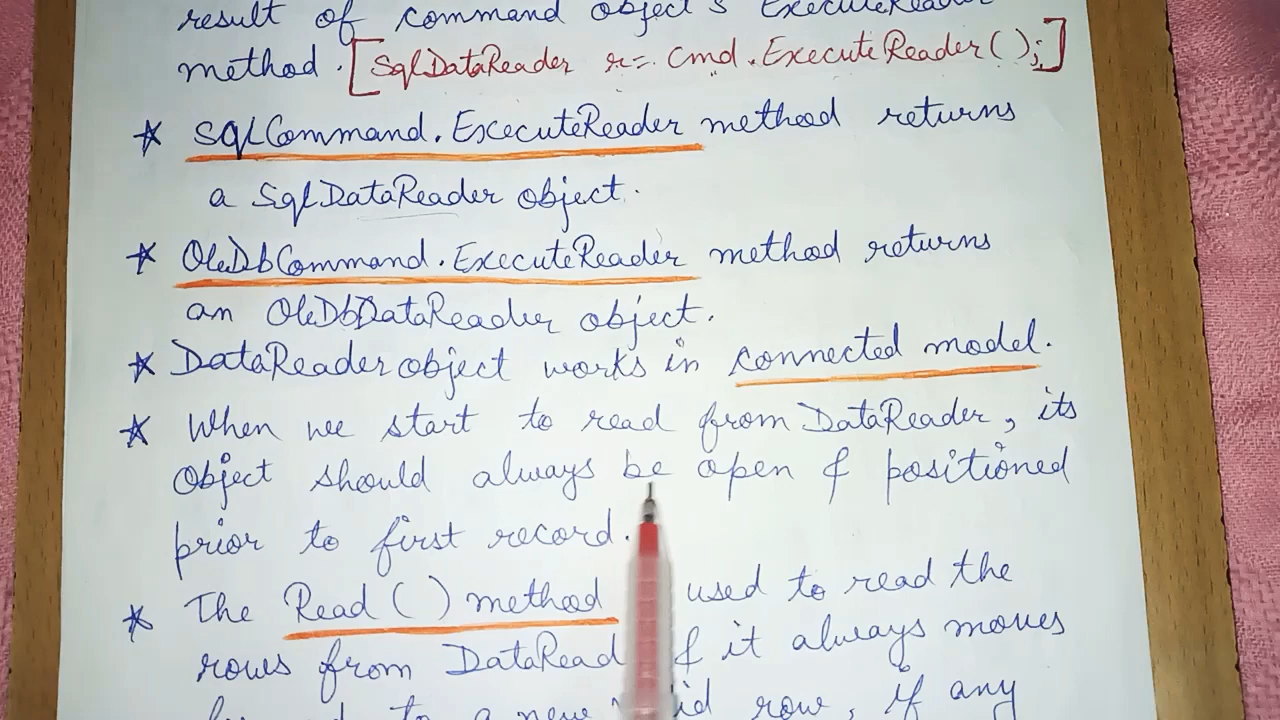 result of command object's ExecuteReader
method. [SqlDataReader r = cmd.ExecuteReader();]
* SqlCommand.ExecuteReader method returns
a SqlDataReader object.
* OleDbCommand.ExecuteReader method returns
an OleDbDataReader object.
* DataReader object works in connected model.
* When we start to read from DataReader, its
object should always be open & positioned
prior to first record.
* The Read() method used to read the
rows from DataRead & it always moves
to a new row, if any